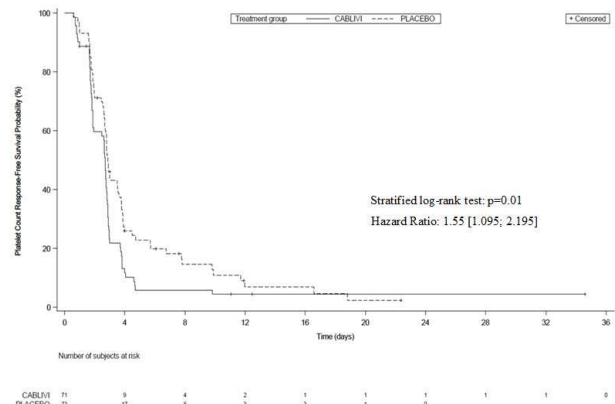 Treatment group CABLIVI PLACEBO + Censored
100
80
60
40
20
0
Platelet Count Response-Free Survival Probability (%)
Stratified log-rank test: p=0.01
Hazard Ratio: 1.55 [1.095; 2.195]
0 4 8 12 16 20 24 28 32 36
Time (days)
Number of subjects at risk
CABLIVI 71 9 4 2 1 1 1 1 1 0
PLACEBO